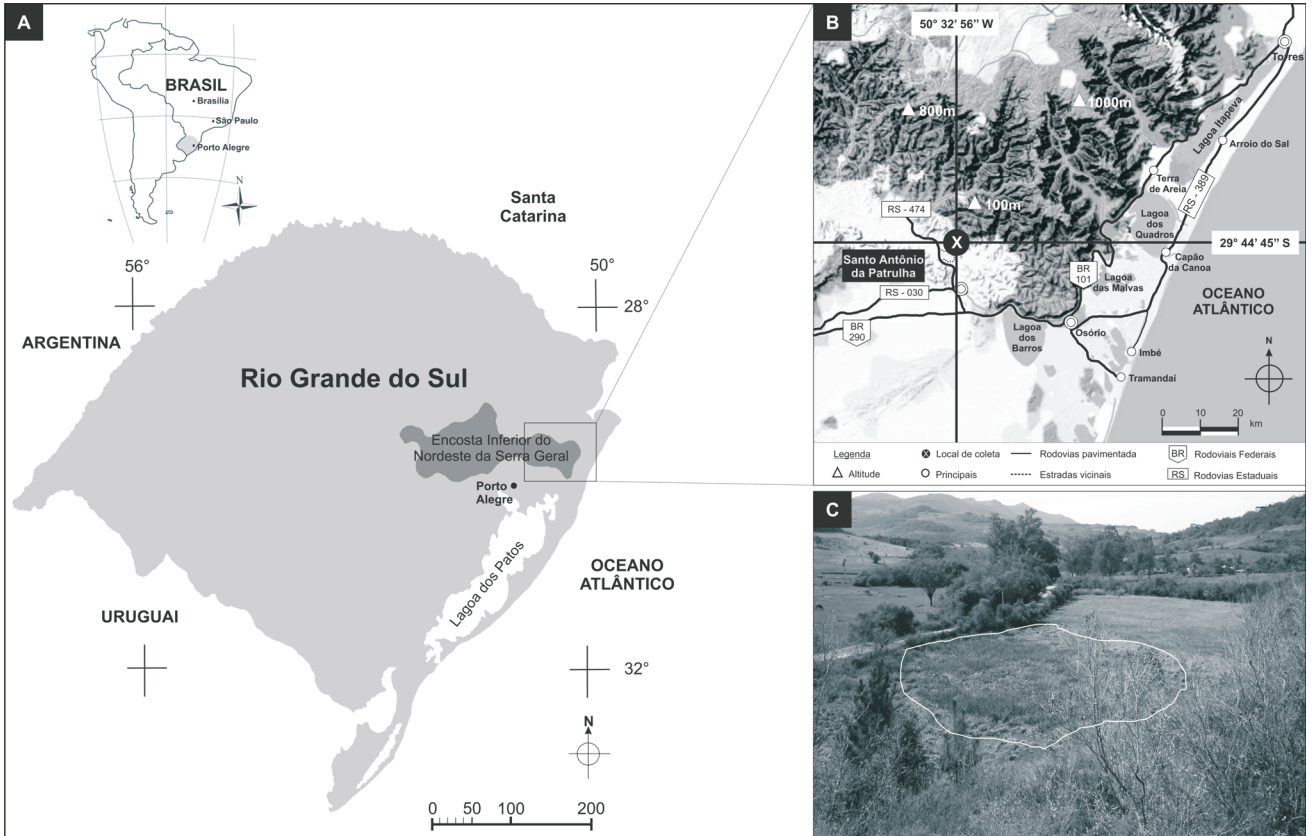 A
BRASIL
Brasília
São Paulo
Porto Alegre
N
Santa
Catarina
56°
50°
28°
ARGENTINA
Rio Grande do Sul
Encosta Inferior do
Nordeste da Serra Geral
Porto
Alegre
Lagoa dos Patos
OCEANO
ATLÂNTICO
URUGUAI
32°
N
0 50 100 200
B
50° 32' 56" W
Torres
800m
1000m
Lagoa Itapeva
Arroio do Sal
Terra
de Areia
RS - 389
RS - 474
100m
Lagoa
dos
Quadros
X
29° 44' 45" S
Santo Antônio
da Patrulha
Capão
da Canoa
BR
101
Lagoa
das Malvas
RS - 030
OCEANO
ATLÂNTICO
BR
290
Lagoa
dos
Barros
Osório
Imbé
N
Tramandaí
0 10 20
km
Legenda
X Local de coleta
Rodovias pavimentada
BR Rodoviais Federais
Altitude
Principais
Estradas vicinais
RS Rodovias Estaduais
C